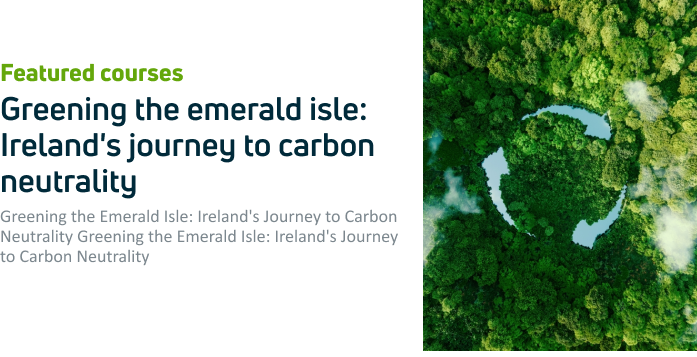 Featured courses
Greening the emerald isle:
Ireland's journey to carbon
neutrality
Greening the Emerald Isle: Ireland's Journey to Carbon
Neutrality Greening the Emerald Isle: Ireland's Journey
to Carbon Neutrality